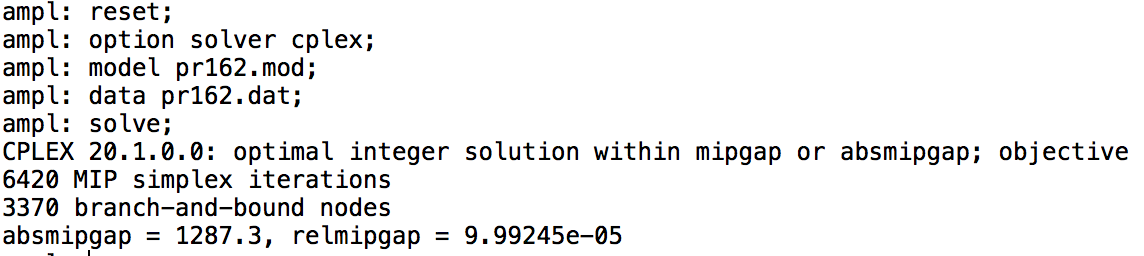 ampl: reset;
ampl: option solver cplex;
ampl: model pr162.mod;
ampl: data pr162.dat;
ampl: solve;
CPLEX 20.1.0.0: optimal integer solution within mipgap or absmipgap; objective
6420 MIP simplex iterations
3370 branch-and-bound nodes
absmipgap = 1287.3, relmipgap = 9.99245e-05